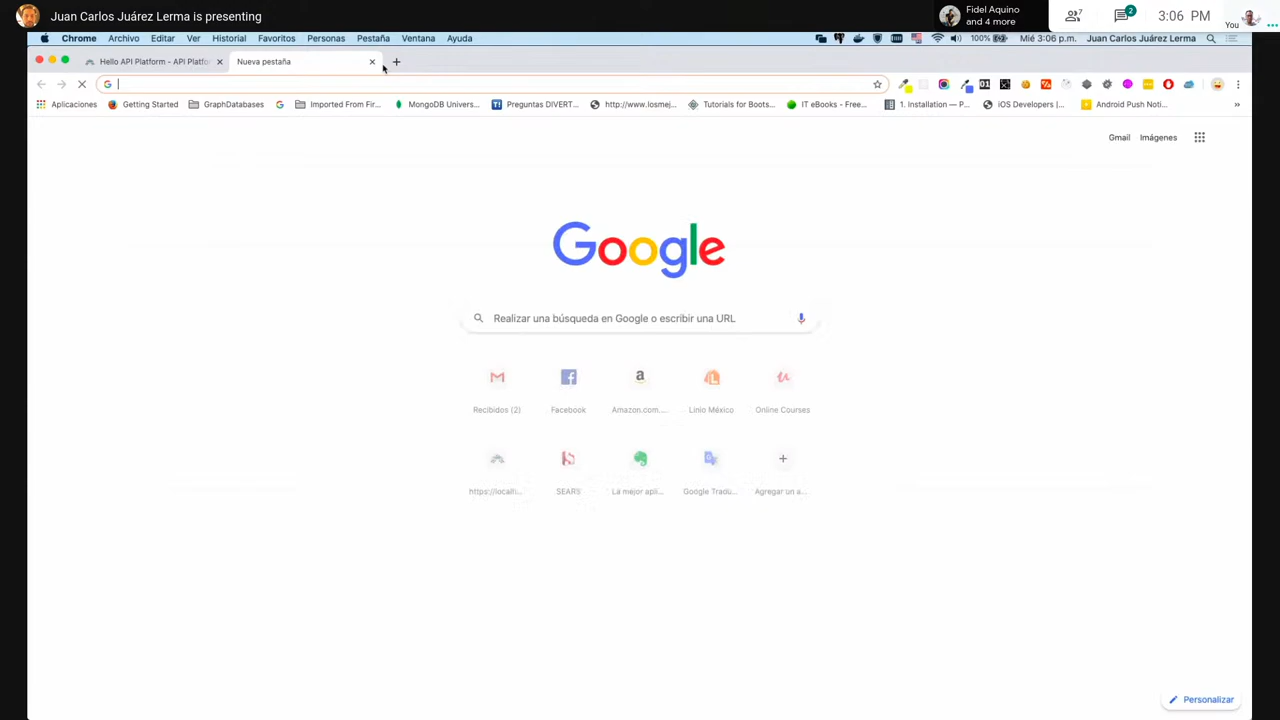 Juan Carlos Juárez Lerma is presenting
Fidel Aquino
and 4 more
7
2
3:06 PM
You
Chrome Archivo Editar Ver Historial Favoritos Personas Pestaña Ventana Ayuda
100% Mié 3:06 p.m. Juan Carlos Juárez Lerma
Hello API Platform - API Platfo
Nueva pestaña
Aplicaciones Getting Started GraphDatabases Imported From Fir... MongoDB Univers... Preguntas DIVERT... http://www.losmej... Tutorials for Boots... IT eBooks - Free... 1. Installation — P... iOS Developers |... Android Push Noti... »
Gmail Imágenes
Google
Realizar una búsqueda en Google o escribir una URL
Recibidos (2) Facebook Amazon.com.... Linio México Online Courses
https://localh... SEARS La mejor apli... Google Tradu... Agregar un a...
Personalizar